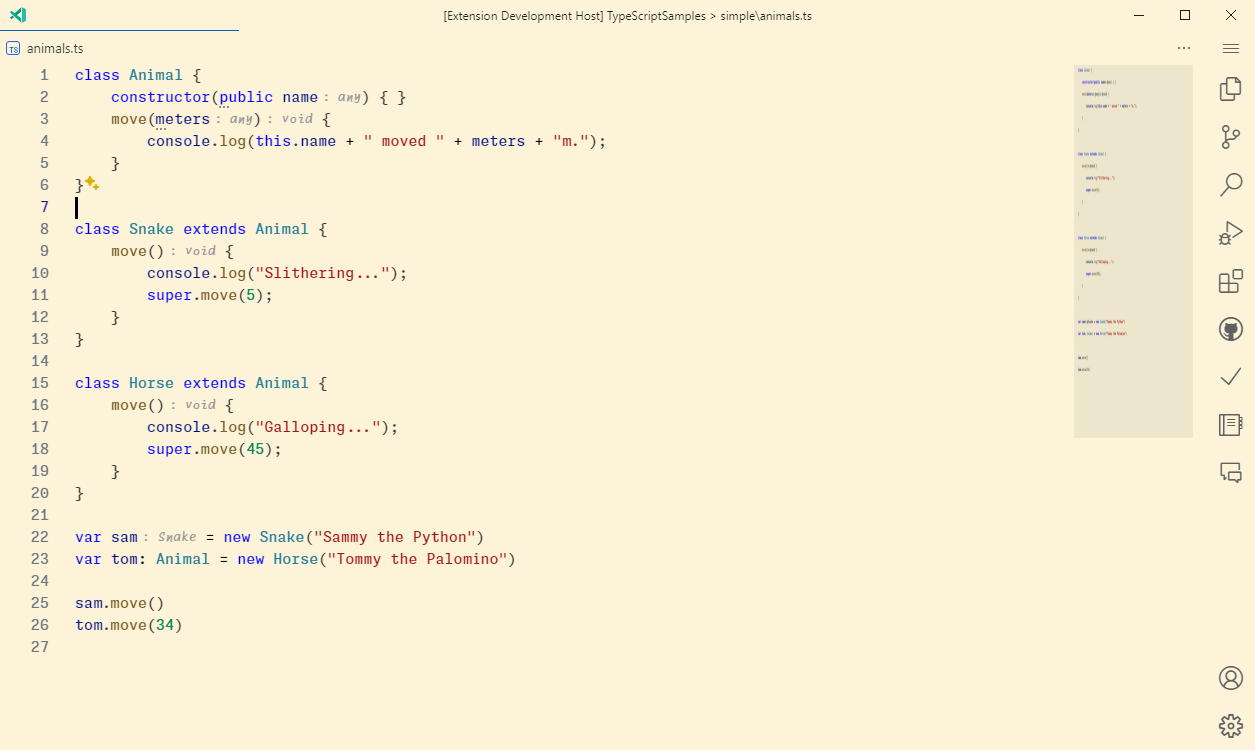 [Extension Development Host] TypeScriptSamples > simple\animals.ts
TS animals.ts
1 class Animal {
2     constructor(public name: any) { }
3     move(meters: any): void {
4         console.log(this.name + " moved " + meters + "m.");
5     }
6 }
7
8 class Snake extends Animal {
9     move(): void {
10         console.log("Slithering...");
11         super.move(5);
12     }
13 }
14
15 class Horse extends Animal {
16     move(): void {
17         console.log("Galloping...");
18         super.move(45);
19     }
20 }
21
22 var sam: Snake = new Snake("Sammy the Python")
23 var tom: Animal = new Horse("Tommy the Palomino")
24
25 sam.move()
26 tom.move(34)
27